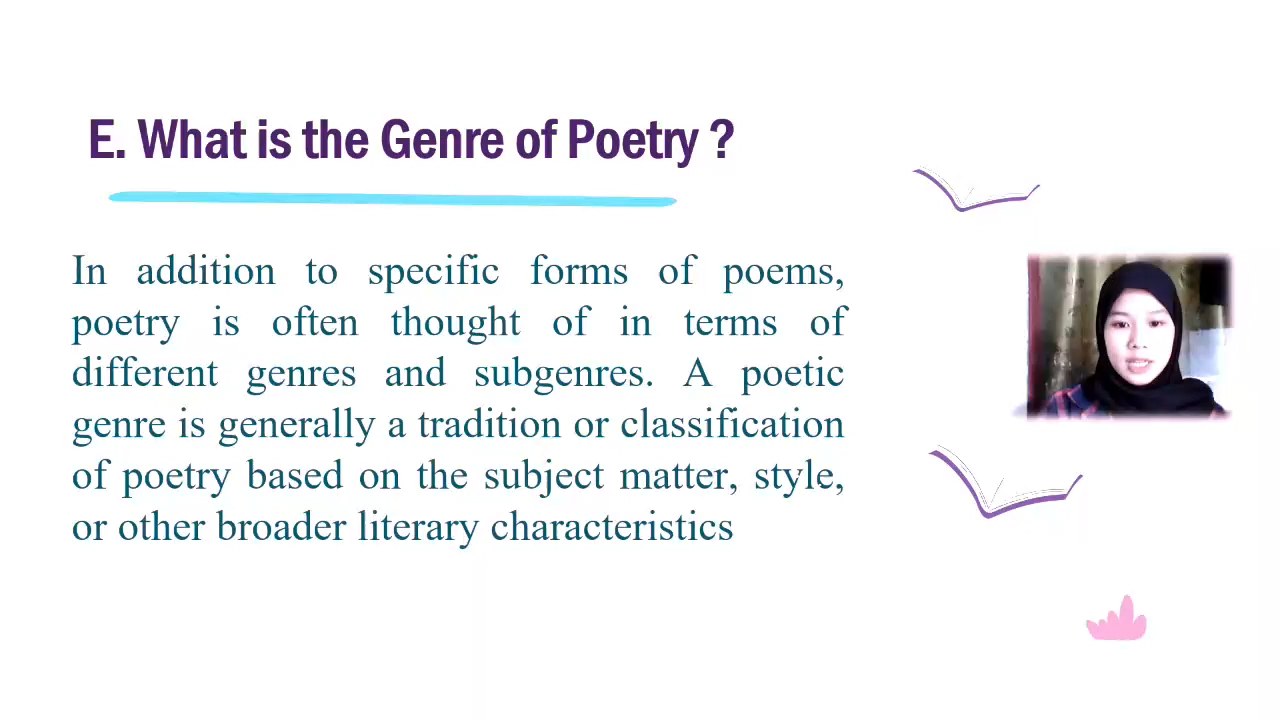 E. What is the Genre of Poetry ?
In addition to specific forms of poems,
poetry is often thought of in terms of
different genres and subgenres. A poetic
genre is generally a tradition or classification
of poetry based on the subject matter, style,
or other broader literary characteristics